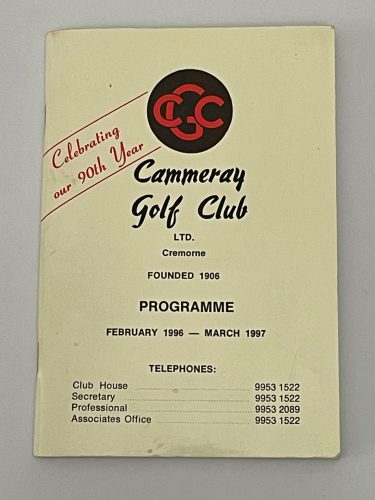 CGC
Celebrating
our 90th Year
Cammeray
Golf Club
LTD.
Cremorne
FOUNDED 1906
PROGRAMME
FEBRUARY 1996 — MARCH 1997
TELEPHONES:
Club House 9953 1522
Secretary 9953 1522
Professional 9953 2089
Associates Office 9953 1522